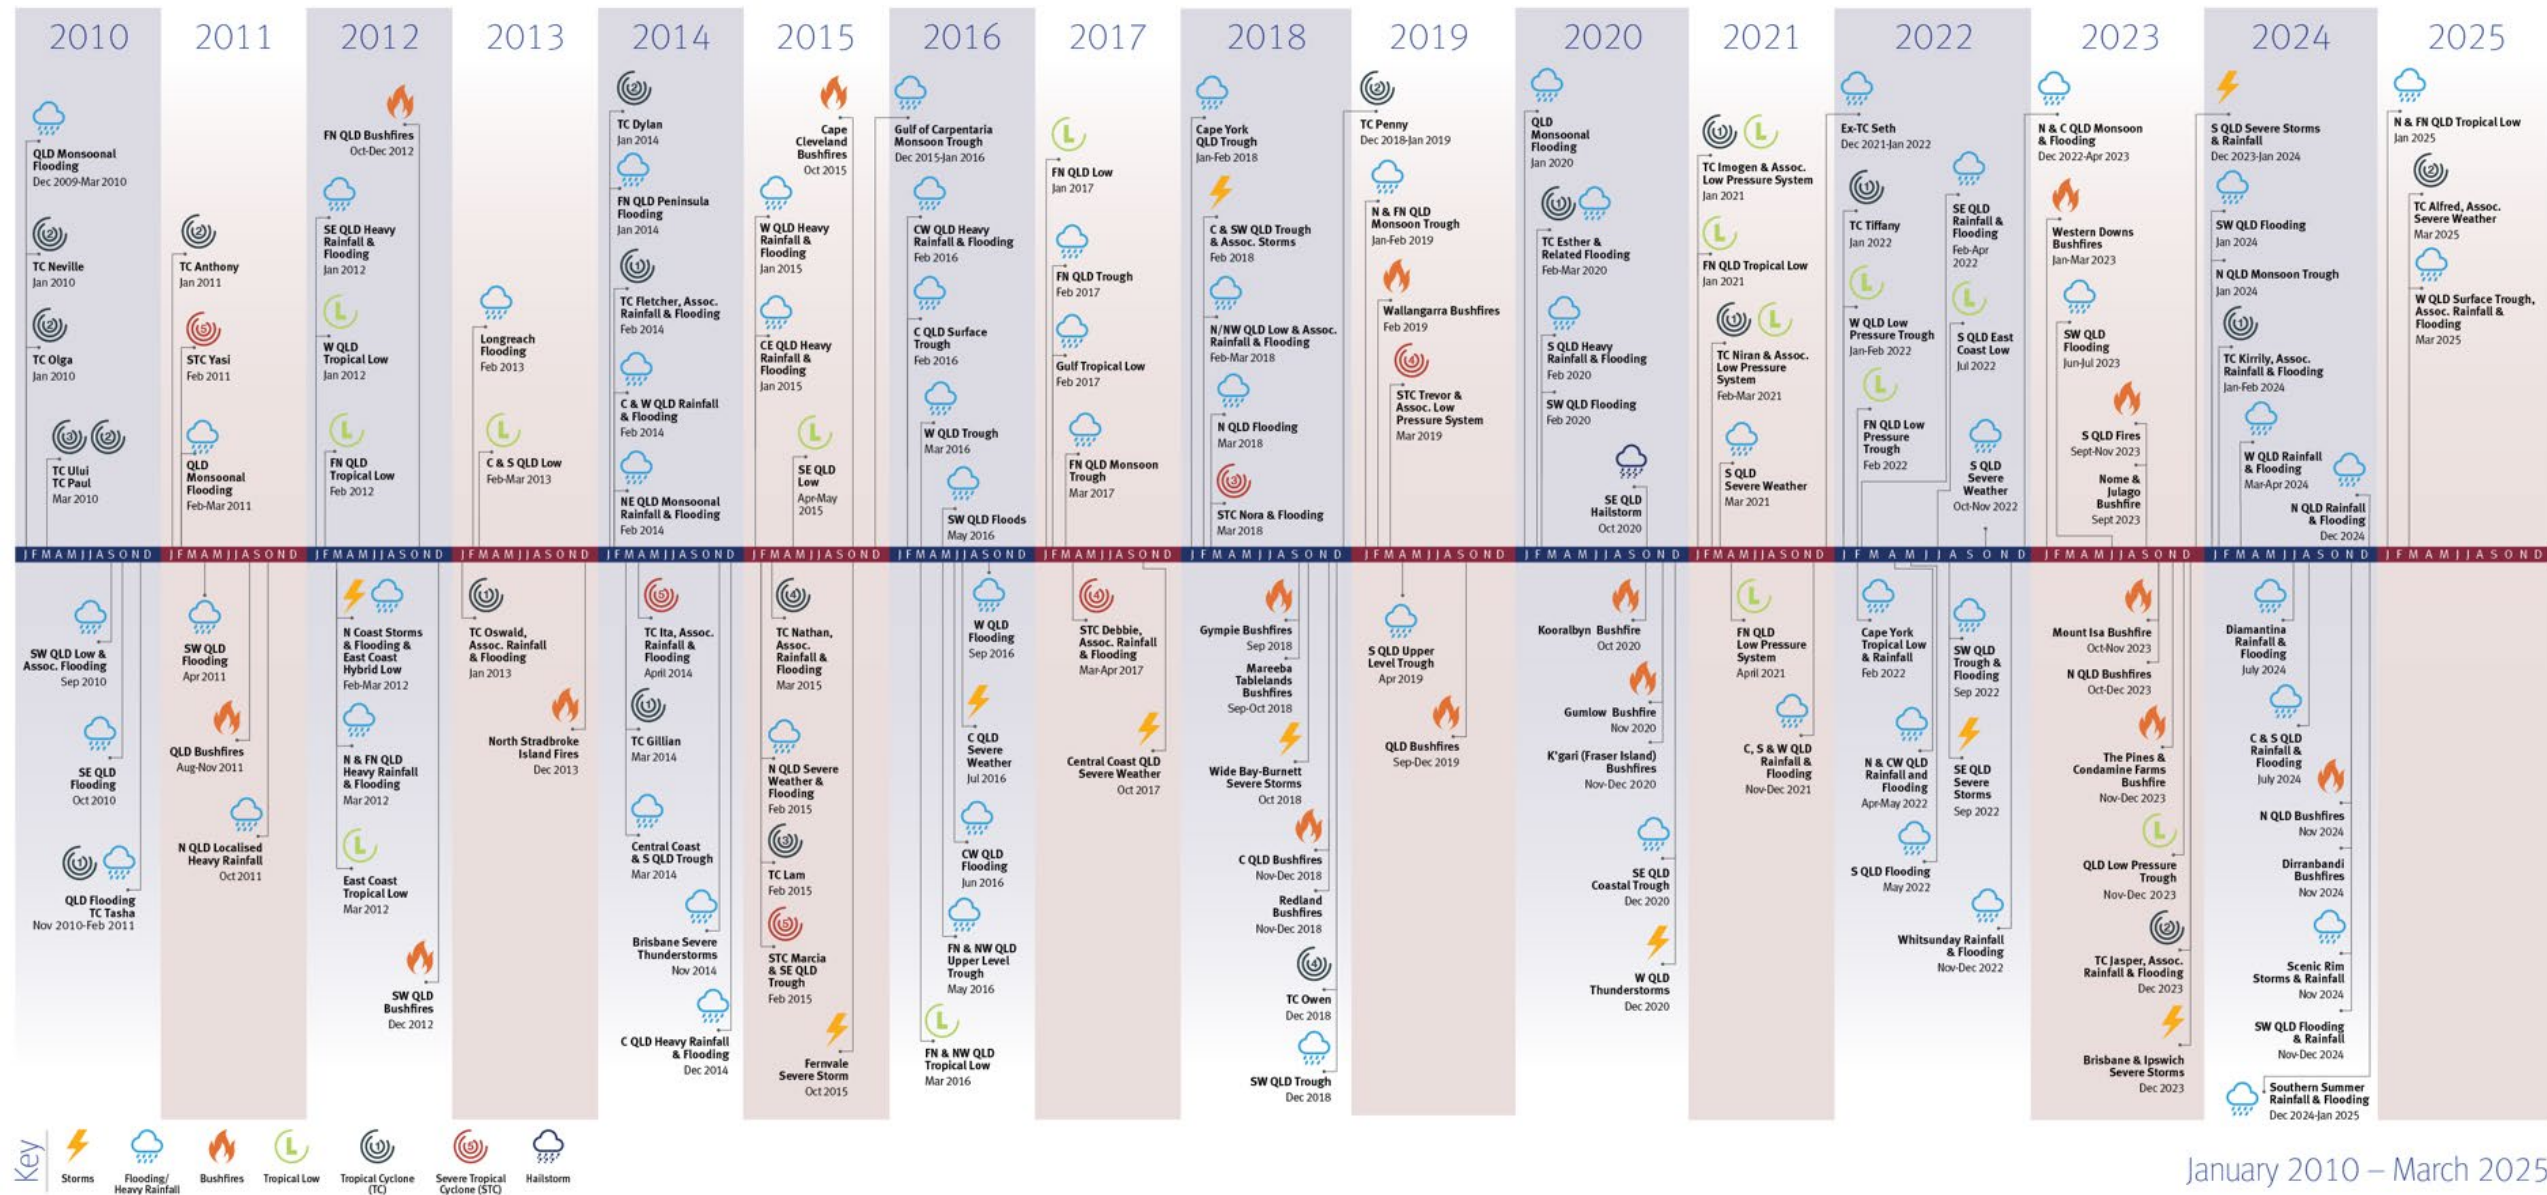 2010
QLD Monsoonal
Flooding
Dec 2009-Mar 2010
2
TC Neville
Jan 2010
2
TC Olga
Jan 2010
3 2
TC Ului
TC Paul
Mar 2010
J F M A M J J A S O N D
SW QLD Low &
Assoc. Flooding
Sep 2010
SE QLD
Flooding
Oct 2010
1
QLD Flooding
TC Tasha
Nov 2010-Feb 2011
2011
2
TC Anthony
Jan 2011
5
STC Yasi
Feb 2011
QLD
Monsoonal
Flooding
Feb-Mar 2011
J F M A M J J A S O N D
SW QLD
Flooding
Apr 2011
QLD Bushfires
Aug-Nov 2011
N QLD Localised
Heavy Rainfall
Oct 2011
2012
FN QLD Bushfires
Oct-Dec 2012
SE QLD Heavy
Rainfall &
Flooding
Jan 2012
L
W QLD
Tropical Low
Jan 2012
L
FN QLD
Tropical Low
Feb 2012
J F M A M J J A S O N D
N Coast Storms
& Flooding &
East Coast
Hybrid Low
Feb-Mar 2012
N & FN QLD
Heavy Rainfall
& Flooding
Mar 2012
L
East Coast
Tropical Low
Mar 2012
SW QLD
Bushfires
Dec 2012
2013
Longreach
Flooding
Feb 2013
L
C & S QLD Low
Feb-Mar 2013
J F M A M J J A S O N D
1
TC Oswald,
Assoc. Rainfall
& Flooding
Jan 2013
North Stradbroke
Island Fires
Dec 2013
2014
2
TC Dylan
Jan 2014
FN QLD Peninsula
Flooding
Jan 2014
1
TC Fletcher, Assoc.
Rainfall & Flooding
Feb 2014
C & W QLD Rainfall
& Flooding
Feb 2014
NE QLD Monsoonal
Rainfall & Flooding
Feb 2014
J F M A M J J A S O N D
5
TC Ita, Assoc.
Rainfall &
Flooding
April 2014
1
TC Gillian
Mar 2014
Central Coast
& S QLD Trough
Mar 2014
Brisbane Severe
Thunderstorms
Nov 2014
C QLD Heavy Rainfall
& Flooding
Dec 2014
2015
Cape
Cleveland
Bushfires
Oct 2015
W QLD Heavy
Rainfall &
Flooding
Jan 2015
CE QLD Heavy
Rainfall &
Flooding
Jan 2015
L
SE QLD
Low
Apr-May
2015
J F M A M J J A S O N D
4
TC Nathan,
Assoc.
Rainfall &
Flooding
Mar 2015
N QLD Severe
Weather &
Flooding
Feb 2015
3
TC Lam
Feb 2015
5
STC Marcia
& SE QLD
Trough
Feb 2015
Fernvale
Severe Storm
Oct 2015
2016
Gulf of Carpentaria
Monsoon Trough
Dec 2015-Jan 2016
CW QLD Heavy
Rainfall & Flooding
Feb 2016
C QLD Surface
Trough
Feb 2016
W QLD Trough
Mar 2016
SW QLD Floods
May 2016
J F M A M J J A S O N D
W QLD
Flooding
Sep 2016
C QLD
Severe
Weather
Jul 2016
CW QLD
Flooding
Jun 2016
FN & NW QLD
Upper Level
Trough
May 2016
L
FN & NW QLD
Tropical Low
Mar 2016
2017
L
FN QLD Low
Jan 2017
FN QLD Trough
Feb 2017
Gulf Tropical Low
Feb 2017
FN QLD Monsoon
Trough
Mar 2017
J F M A M J J A S O N D
4
STC Debbie,
Assoc. Rainfall
& Flooding
Mar-Apr 2017
Central Coast QLD
Severe Weather
Oct 2017
2018
Cape York
QLD Trough
Jan-Feb 2018
C & SW QLD Trough
& Assoc. Storms
Feb 2018
N/NW QLD Low & Assoc.
Rainfall & Flooding
Feb-Mar 2018
N QLD Flooding
Mar 2018
3
STC Nora & Flooding
Mar 2018
J F M A M J J A S O N D
Gympie Bushfires
Sep 2018
Mareeba
Tablelands
Bushfires
Sep-Oct 2018
Wide Bay-Burnett
Severe Storms
Oct 2018
C QLD Bushfires
Nov-Dec 2018
Redland
Bushfires
Nov-Dec 2018
4
TC Owen
Dec 2018
SW QLD Trough
Dec 2018
2019
2
TC Penny
Dec 2018-Jan 2019
N & FN QLD
Monsoon Trough
Jan-Feb 2019
Wallangarra Bushfires
Feb 2019
4
STC Trevor &
Assoc. Low
Pressure System
Mar 2019
J F M A M J J A S O N D
S QLD Upper
Level Trough
Apr 2019
QLD Bushfires
Sep-Dec 2019
2020
QLD
Monsoonal
Flooding
Jan 2020
1
TC Esther &
Related Flooding
Feb-Mar 2020
S QLD Heavy
Rainfall & Flooding
Feb 2020
SW QLD Flooding
Feb 2020
SE QLD
Hailstorm
Oct 2020
J F M A M J J A S O N D
Kooralbyn Bushfire
Oct 2020
Gumlow Bushfire
Nov 2020
K'gari (Fraser Island)
Bushfires
Nov-Dec 2020
SE QLD
Coastal Trough
Dec 2020
W QLD
Thunderstorms
Dec 2020
2021
1 L
TC Imogen & Assoc.
Low Pressure System
Jan 2021
L
FN QLD Tropical Low
Jan 2021
1 L
TC Niran & Assoc.
Low Pressure
System
Feb-Mar 2021
S QLD
Severe Weather
Mar 2021
J F M A M J J A S O N D
L
FN QLD
Low Pressure
System
April 2021
C, S & W QLD
Rainfall &
Flooding
Nov-Dec 2021
2022
Ex-TC Seth
Dec 2021-Jan 2022
1
TC Tiffany
Jan 2022
L
W QLD Low
Pressure Trough
Jan-Feb 2022
L
FN QLD Low
Pressure
Trough
Feb 2022
SE QLD
Rainfall &
Flooding
Feb-Apr
2022
L
S QLD East
Coast Low
Jul 2022
S QLD
Severe
Weather
Oct-Nov 2022
J F M A M J J A S O N D
Cape York
Tropical Low
& Rainfall
Feb 2022
N & CW QLD
Rainfall and
Flooding
Apr-May 2022
S QLD Flooding
May 2022
SW QLD
Trough &
Flooding
Sep 2022
SE QLD
Severe
Storms
Sep 2022
Whitsunday Rainfall
& Flooding
Nov-Dec 2022
2023
N & C QLD Monsoon
& Flooding
Dec 2022-Apr 2023
Western Downs
Bushfires
Jan-Mar 2023
SW QLD
Flooding
Jun-Jul 2023
S QLD Fires
Sept-Nov 2023
Nome &
Julago
Bushfire
Sept 2023
J F M A M J J A S O N D
Mount Isa Bushfire
Oct-Nov 2023
N QLD Bushfires
Oct-Dec 2023
The Pines &
Condamine Farms
Bushfire
Nov-Dec 2023
L
QLD Low Pressure
Trough
Nov-Dec 2023
2
TC Jasper, Assoc.
Rainfall & Flooding
Dec 2023
Brisbane & Ipswich
Severe Storms
Dec 2023
2024
S QLD Severe Storms
& Rainfall
Dec 2023-Jan 2024
SW QLD Flooding
Jan 2024
N QLD Monsoon Trough
Jan 2024
1
TC Kirrily, Assoc.
Rainfall & Flooding
Jan-Feb 2024
W QLD Rainfall
& Flooding
Mar-Apr 2024
N QLD Rainfall
& Flooding
Dec 2024
J F M A M J J A S O N D
Diamantina
Rainfall &
Flooding
July 2024
C & S QLD
Rainfall &
Flooding
July 2024
N QLD Bushfires
Nov 2024
Dirranbandi
Bushfires
Nov 2024
Scenic Rim
Storms & Rainfall
Nov 2024
SW QLD Flooding
& Rainfall
Nov-Dec 2024
Southern Summer
Rainfall & Flooding
Dec 2024-Jan 2025
2025
N & FN QLD Tropical Low
Jan 2025
2
TC Alfred, Assoc.
Severe Weather
Mar 2025
W QLD Surface Trough,
Assoc. Rainfall &
Flooding
Mar 2025
J F M A M J J A S O N D
Key
Storms
Flooding/
Heavy Rainfall
Bushfires
L
Tropical Low
1
Tropical Cyclone
(TC)
5
Severe Tropical
Cyclone (STC)
Hailstorm
January 2010 – March 2025